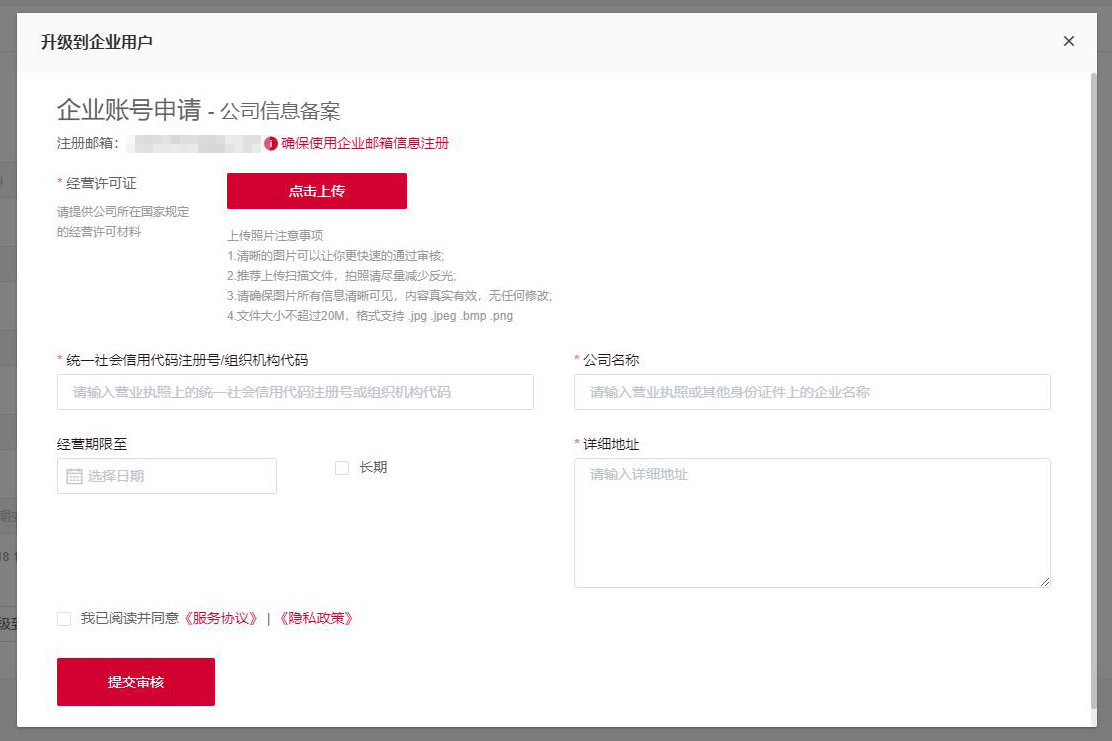 升级到企业用户
企业账号申请 - 公司信息备案
注册邮箱：
确保使用企业邮箱信息注册
* 经营许可证
请提供公司所在国家规定
的经营许可材料
点击上传
上传照片注意事项
1.清晰的图片可以让你更快速的通过审核;
2.推荐上传扫描文件，拍照请尽量减少反光;
3.请确保图片所有信息清晰可见，内容真实有效，无任何修改;
4.文件大小不超过20M，格式支持 .jpg .jpeg .bmp .png
* 统一社会信用代码注册号/组织机构代码
请输入营业执照上的统一社会信用代码注册号或组织机构代码
* 公司名称
请输入营业执照或其他身份证件上的企业名称
经营期限至
选择日期
长期
* 详细地址
请输入详细地址
我已阅读并同意《服务协议》 | 《隐私政策》
提交审核